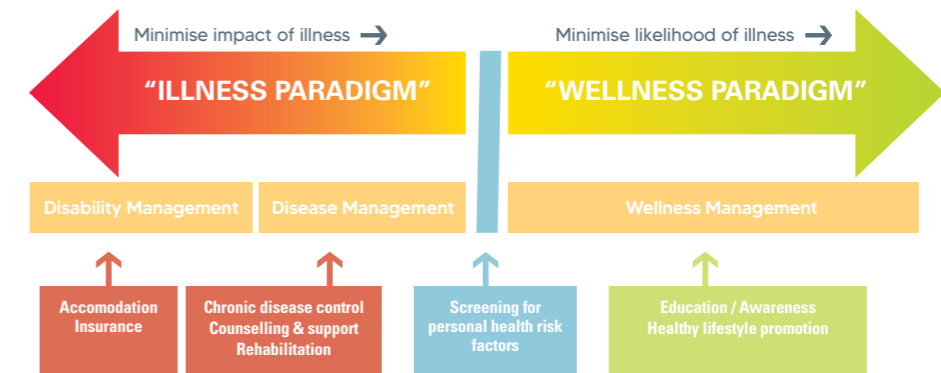 Minimise impact of illness →
Minimise likelihood of illness →
“ILLNESS PARADIGM”
“WELLNESS PARADIGM”
Disability Management
Disease Management
Wellness Management
Accomodation
Insurance
Chronic disease control
Counselling & support
Rehabilitation
Screening for
personal health risk
factors
Education / Awareness
Healthy lifestyle promotion